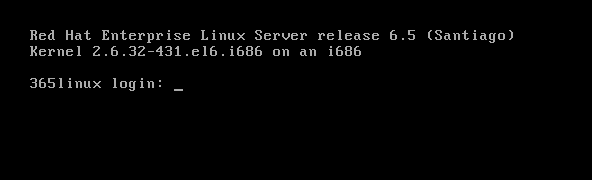 Red Hat Enterprise Linux Server release 6.5 (Santiago)
Kernel 2.6.32-431.el6.i686 on an i686
365linux login: _